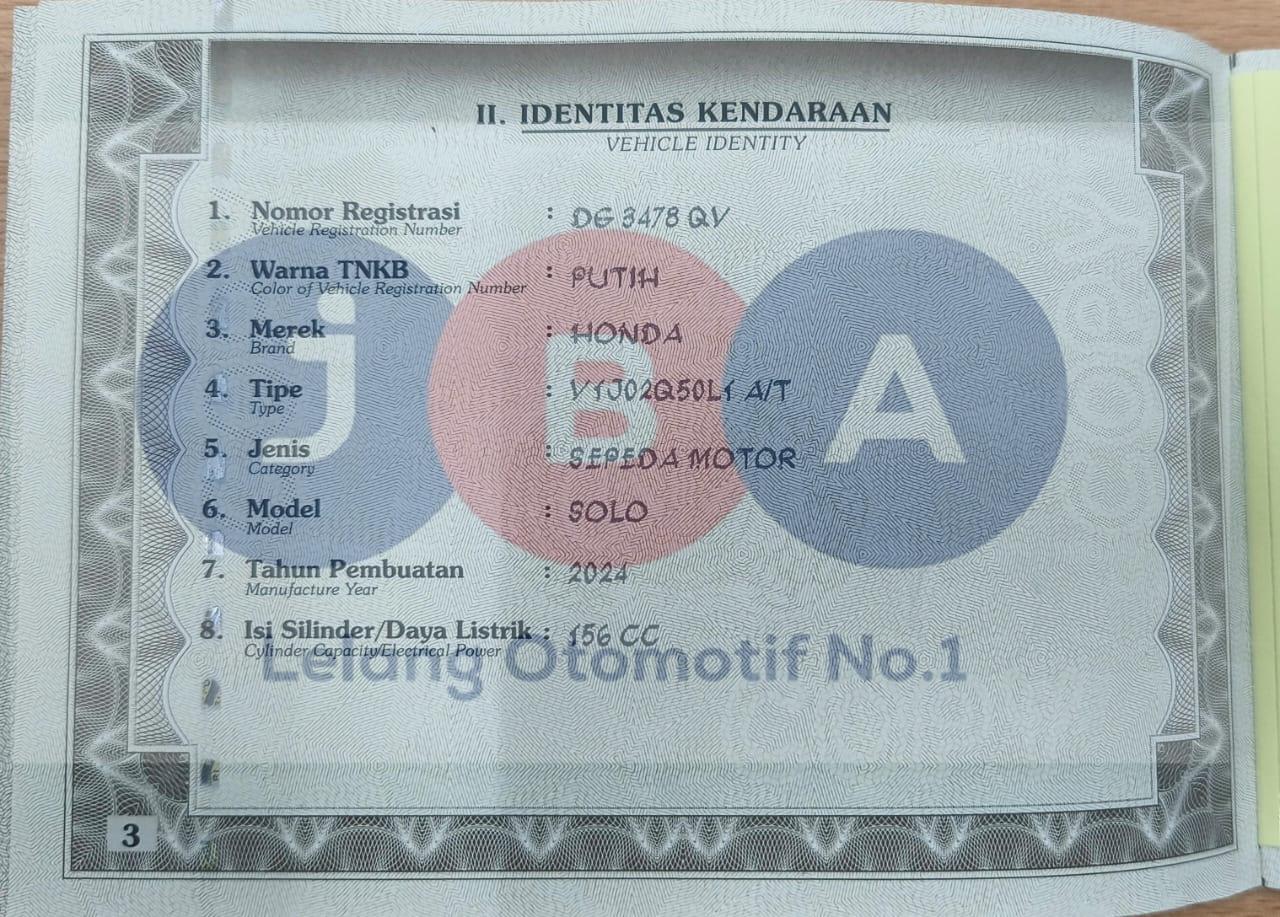 II. IDENTITAS KENDARAAN
VEHICLE IDENTITY
1. Nomor Registrasi : DG 3478 QV
Vehicle Registration Number
2. Warna TNKB : PUTIH
Color of Vehicle Registration Number
3. Merek : HONDA
Brand
4. Tipe : V1J02Q50L1 A/T
Type
5. Jenis : SEPEDA MOTOR
Category
6. Model : SOLO
Model
7. Tahun Pembuatan : 2024
Manufacture Year
8. Isi Silinder/Daya Listrik : 156 CC
Cylinder Capacity/Electrical Power
jBA
Lelang Otomotif No.1
3